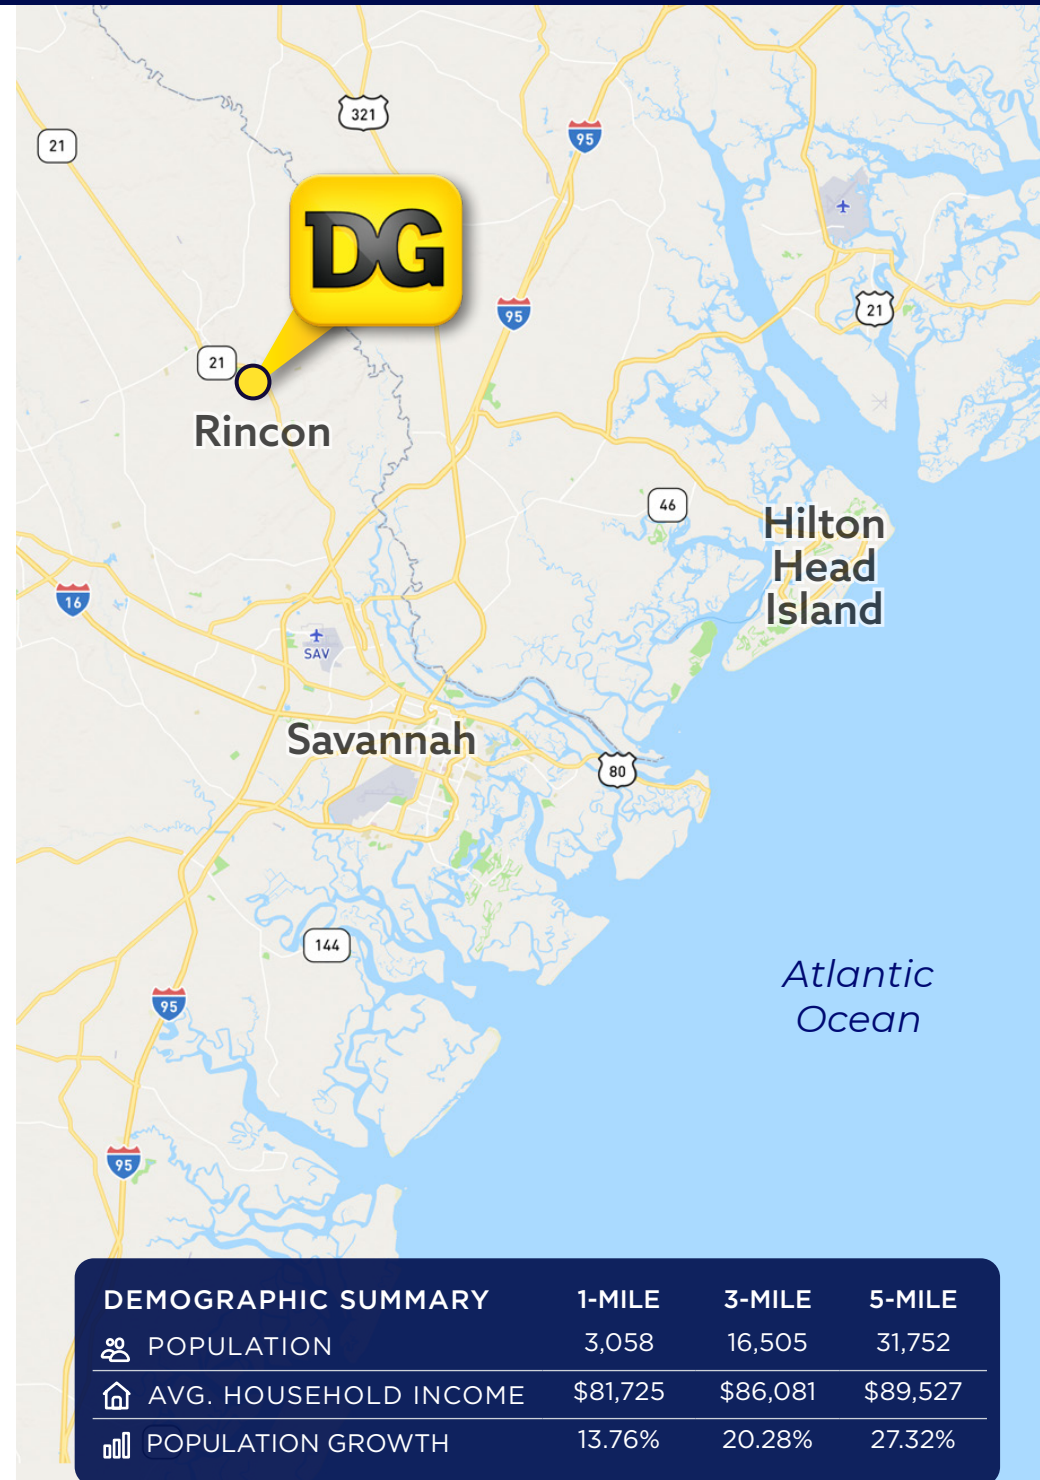 321
21
95
DG
95
21
21
Rincon
46
Hilton
Head
Island
16
SAV
Savannah
80
144
Atlantic
Ocean
95
95
DEMOGRAPHIC SUMMARY 1-MILE 3-MILE 5-MILE
POPULATION 3,058 16,505 31,752
AVG. HOUSEHOLD INCOME $81,725 $86,081 $89,527
POPULATION GROWTH 13.76% 20.28% 27.32%